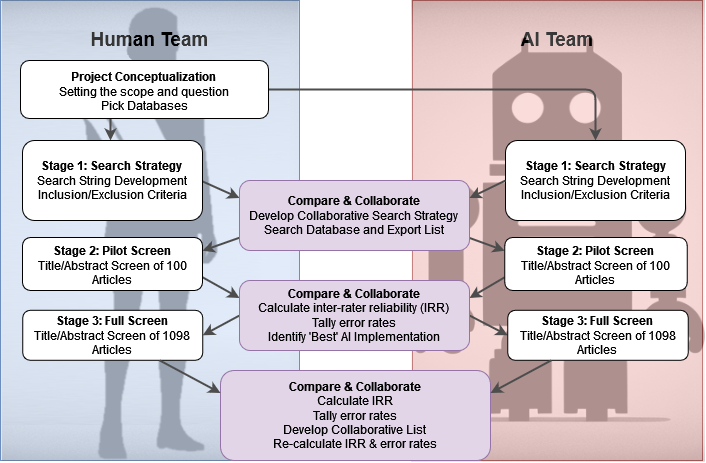 Human Team
AI Team
Project Conceptualization
Setting the scope and question
Pick Databases
Stage 1: Search Strategy
Search String Development
Inclusion/Exclusion Criteria
Stage 1: Search Strategy
Search String Development
Inclusion/Exclusion Criteria
Compare & Collaborate
Develop Collaborative Search Strategy
Search Database and Export List
Stage 2: Pilot Screen
Title/Abstract Screen of 100
Articles
Stage 2: Pilot Screen
Title/Abstract Screen of 100
Articles
Compare & Collaborate
Calculate inter-rater reliability (IRR)
Tally error rates
Identify 'Best' AI Implementation
Stage 3: Full Screen
Title/Abstract Screen of 1098
Articles
Stage 3: Full Screen
Title/Abstract Screen of 1098
Articles
Compare & Collaborate
Calculate IRR
Tally error rates
Develop Collaborative List
Re-calculate IRR & error rates